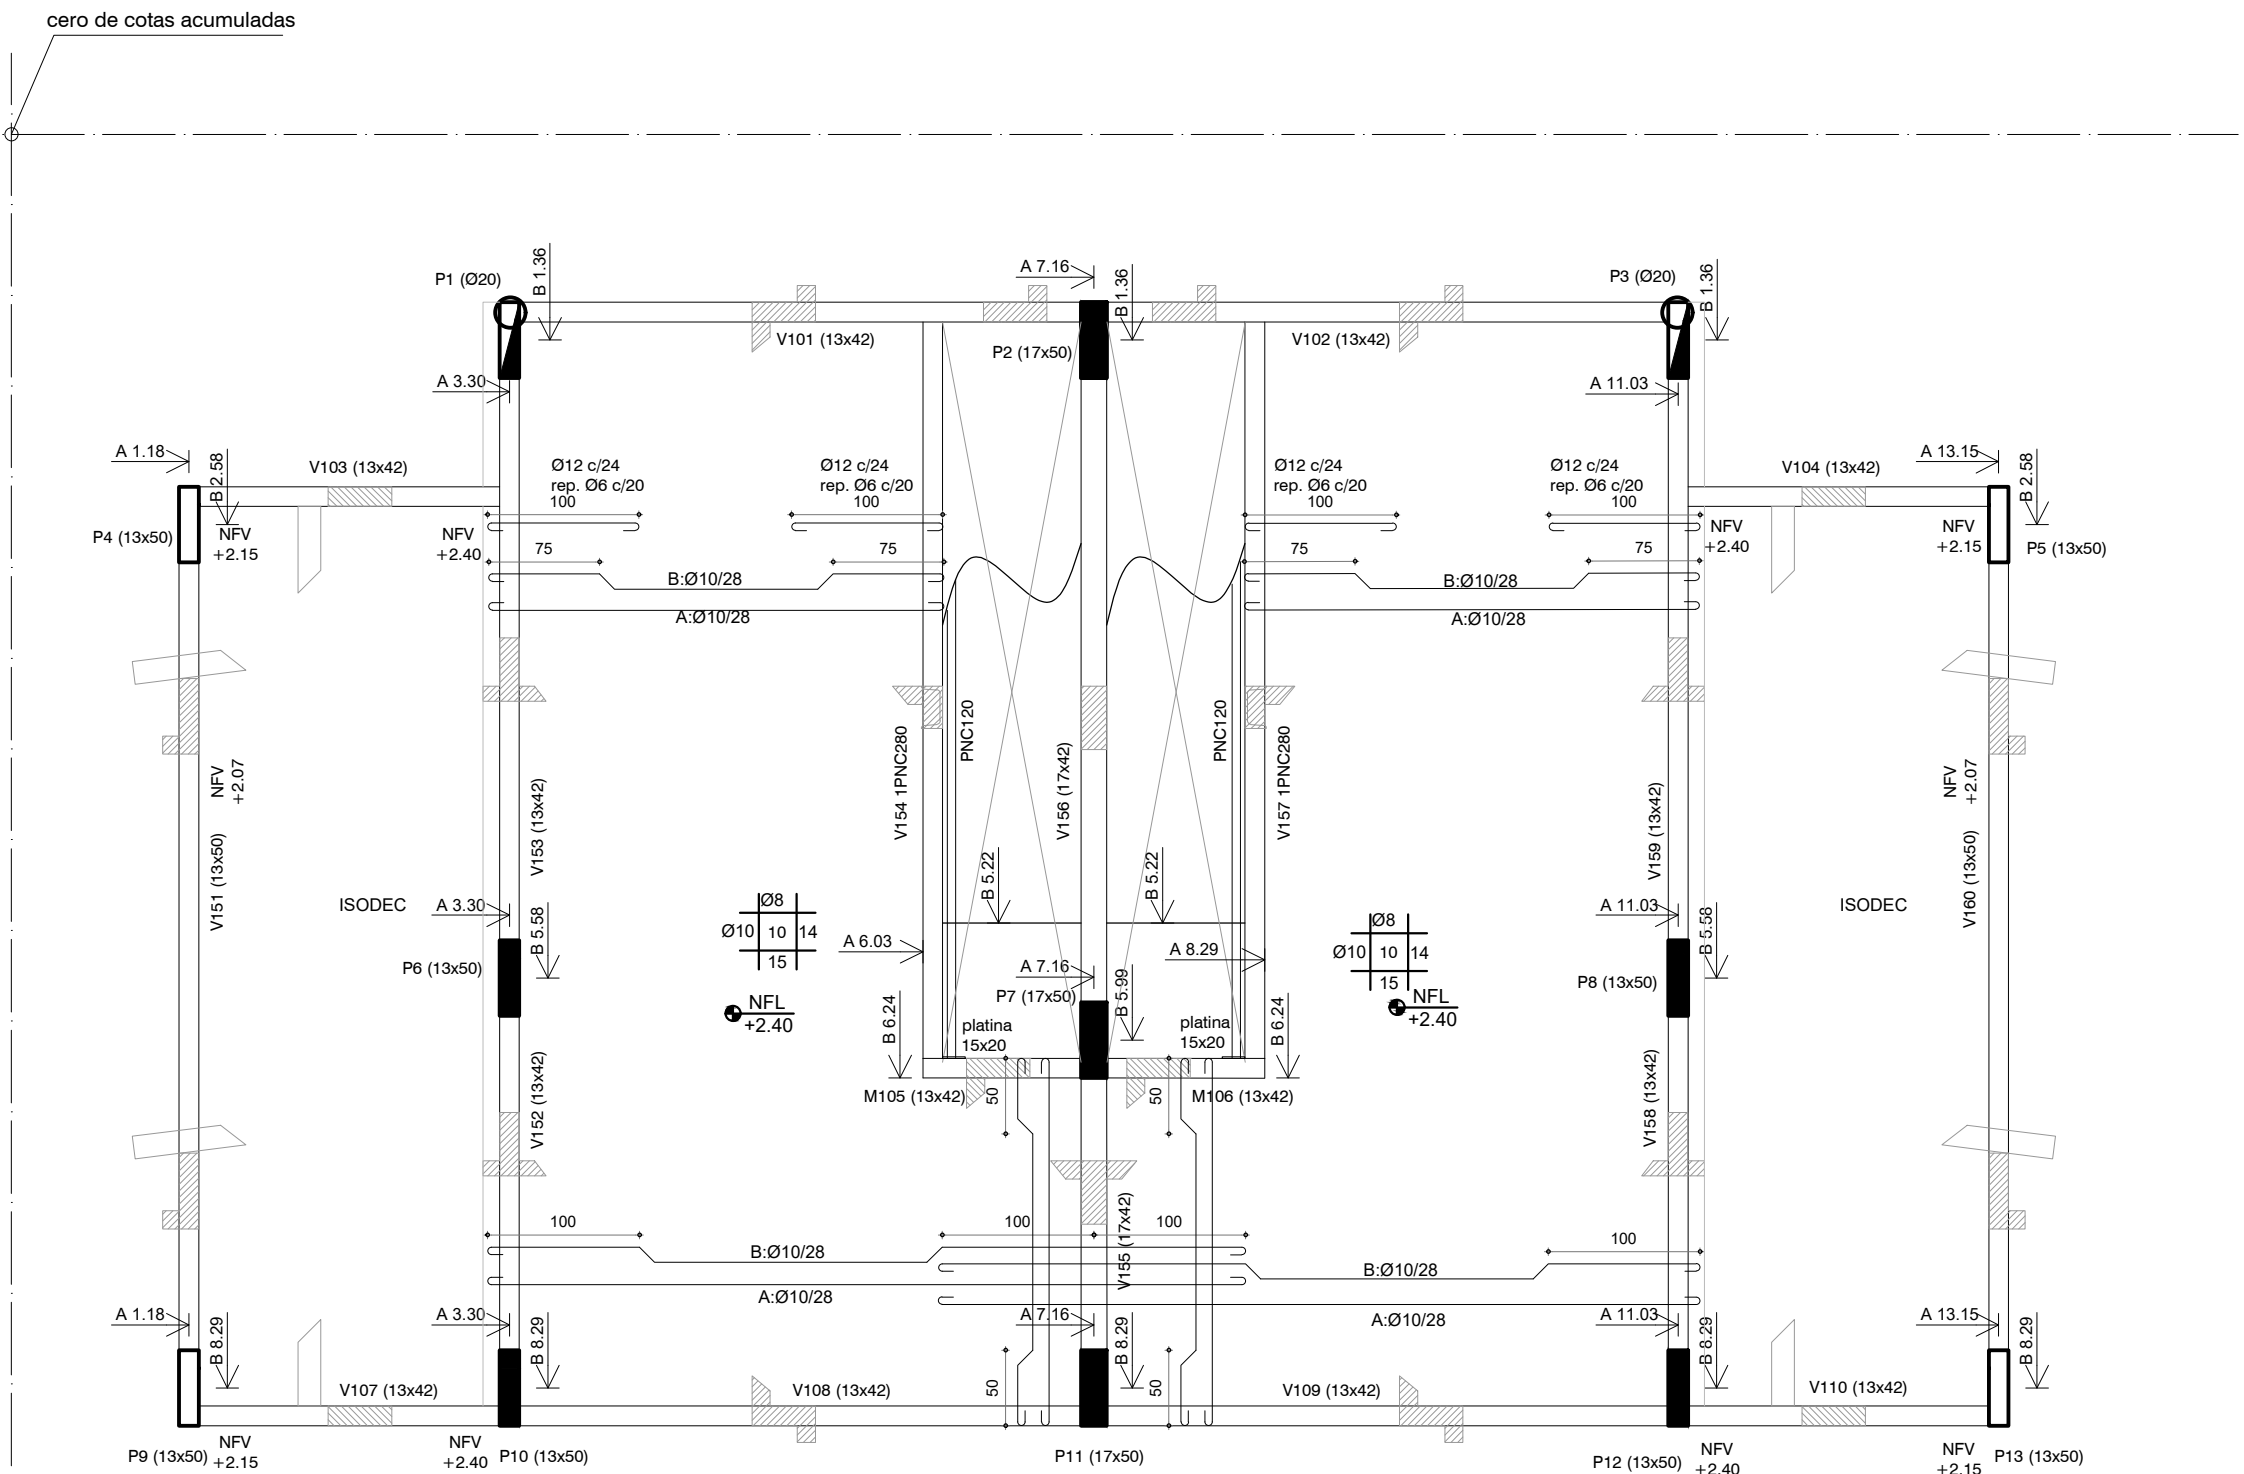 cero de cotas acumuladas
P1 (Ø20)
B 1.36
A 7.16
B 1.36
P3 (Ø20)
B 1.36
V101 (13x42)
P2 (17x50)
V102 (13x42)
A 3.30
A 11.03
A 1.18
B 2.58
V103 (13x42)
Ø12 c/24
rep. Ø6 c/20
100
Ø12 c/24
rep. Ø6 c/20
100
Ø12 c/24
rep. Ø6 c/20
100
Ø12 c/24
rep. Ø6 c/20
100
V104 (13x42)
A 13.15
B 2.58
P4 (13x50)
NFV
+2.15
NFV
+2.40
75
75
75
75
NFV
+2.40
NFV
+2.15
P5 (13x50)
B:Ø10/28
A:Ø10/28
B:Ø10/28
A:Ø10/28
NFV
+2.07
V151 (13x50)
V153 (13x42)
V154 1PNC280
PNC120
V156 (17x42)
PNC120
V157 1PNC280
V159 (13x42)
NFV
+2.07
V160 (13x50)
ISODEC
A 3.30
B 5.58
P6 (13x50)
Ø8
Ø10
10
14
15
NFL
+2.40
A 6.03
B 5.22
B 5.22
A 7.16
P7 (17x50)
B 5.99
A 8.29
Ø8
Ø10
10
14
15
NFL
+2.40
A 11.03
B 5.58
P8 (13x50)
ISODEC
B 6.24
platina
15x20
platina
15x20
B 6.24
M105 (13x42)
50
50
M106 (13x42)
V152 (13x42)
V155 (17x42)
V158 (13x42)
100
100
100
100
B:Ø10/28
A:Ø10/28
B:Ø10/28
A:Ø10/28
A 1.18
B 8.29
A 3.30
B 8.29
A 7.16
B 8.29
A 11.03
B 8.29
A 13.15
B 8.29
V107 (13x42)
V108 (13x42)
50
50
V109 (13x42)
V110 (13x42)
P9 (13x50)
NFV
+2.15
NFV
+2.40
P10 (13x50)
P11 (17x50)
P12 (13x50)
NFV
+2.40
NFV
+2.15
P13 (13x50)